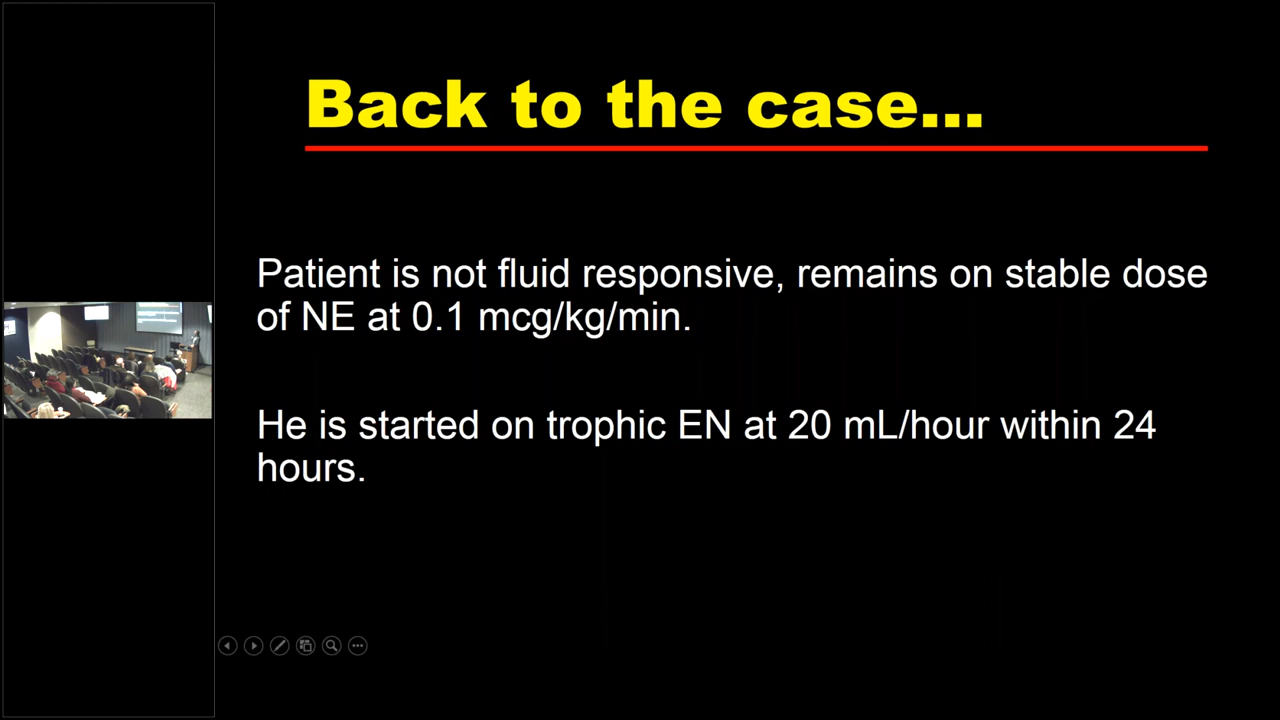 Back to the case...
Patient is not fluid responsive, remains on stable dose
of NE at 0.1 mcg/kg/min.
He is started on trophic EN at 20 mL/hour within 24
hours.